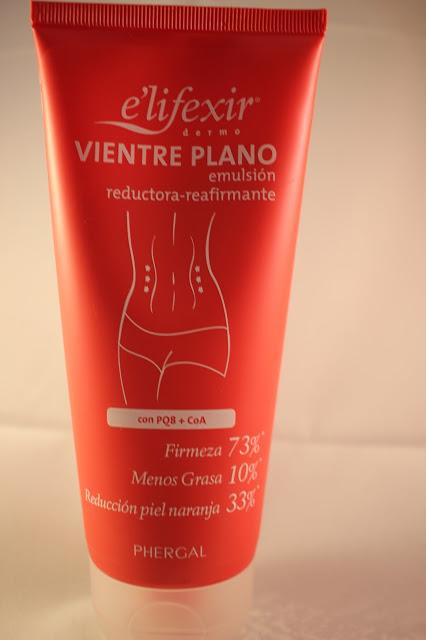 e'lifexir®
dermo
VIENTRE PLANO
emulsión
reductora-reafirmante
con PQ8 + CoA
Firmeza 73%*
Menos Grasa 10%*
Reducción piel naranja 33%*
PHERGAL